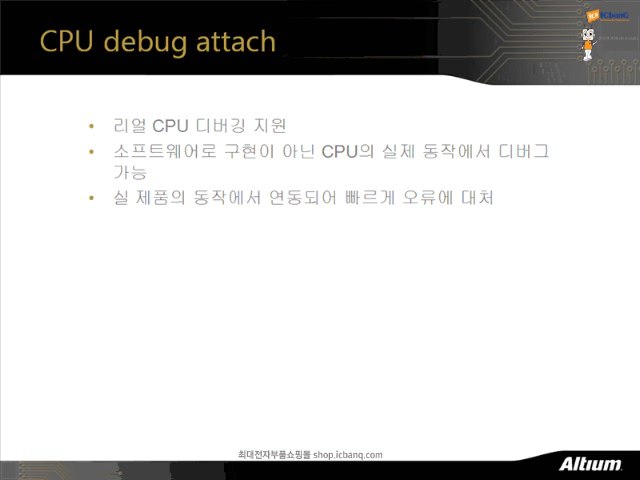 CPU debug attach
ICbanQ
• 리얼 CPU 디버깅 지원
• 소프트웨어로 구현이 아닌 CPU의 실제 동작에서 디버그
가능
• 실 제품의 동작에서 연동되어 빠르게 오류에 대처
최대전자부품쇼핑몰 shop.icbanq.com
Altıum